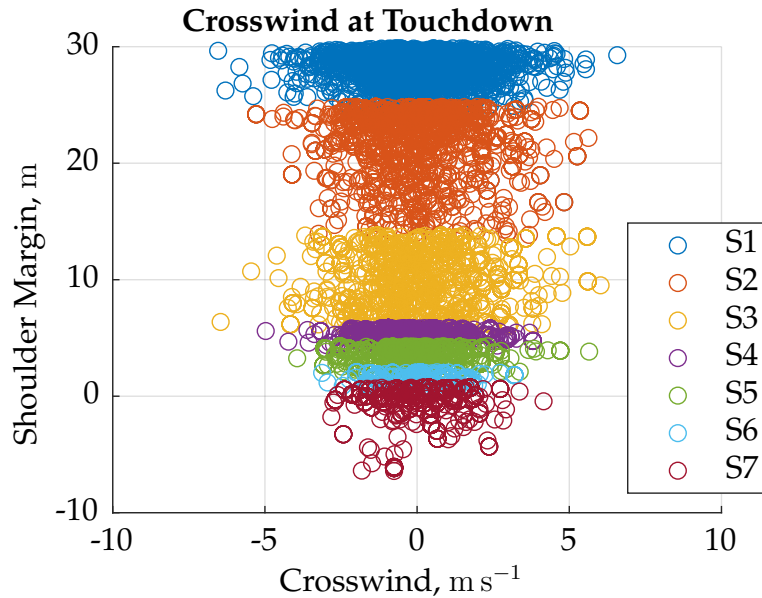 Crosswind at Touchdown
30
20
10
0
-10
Shoulder Margin, m
-10 -5 0 5 10
Crosswind, m s⁻¹
S1
S2
S3
S4
S5
S6
S7